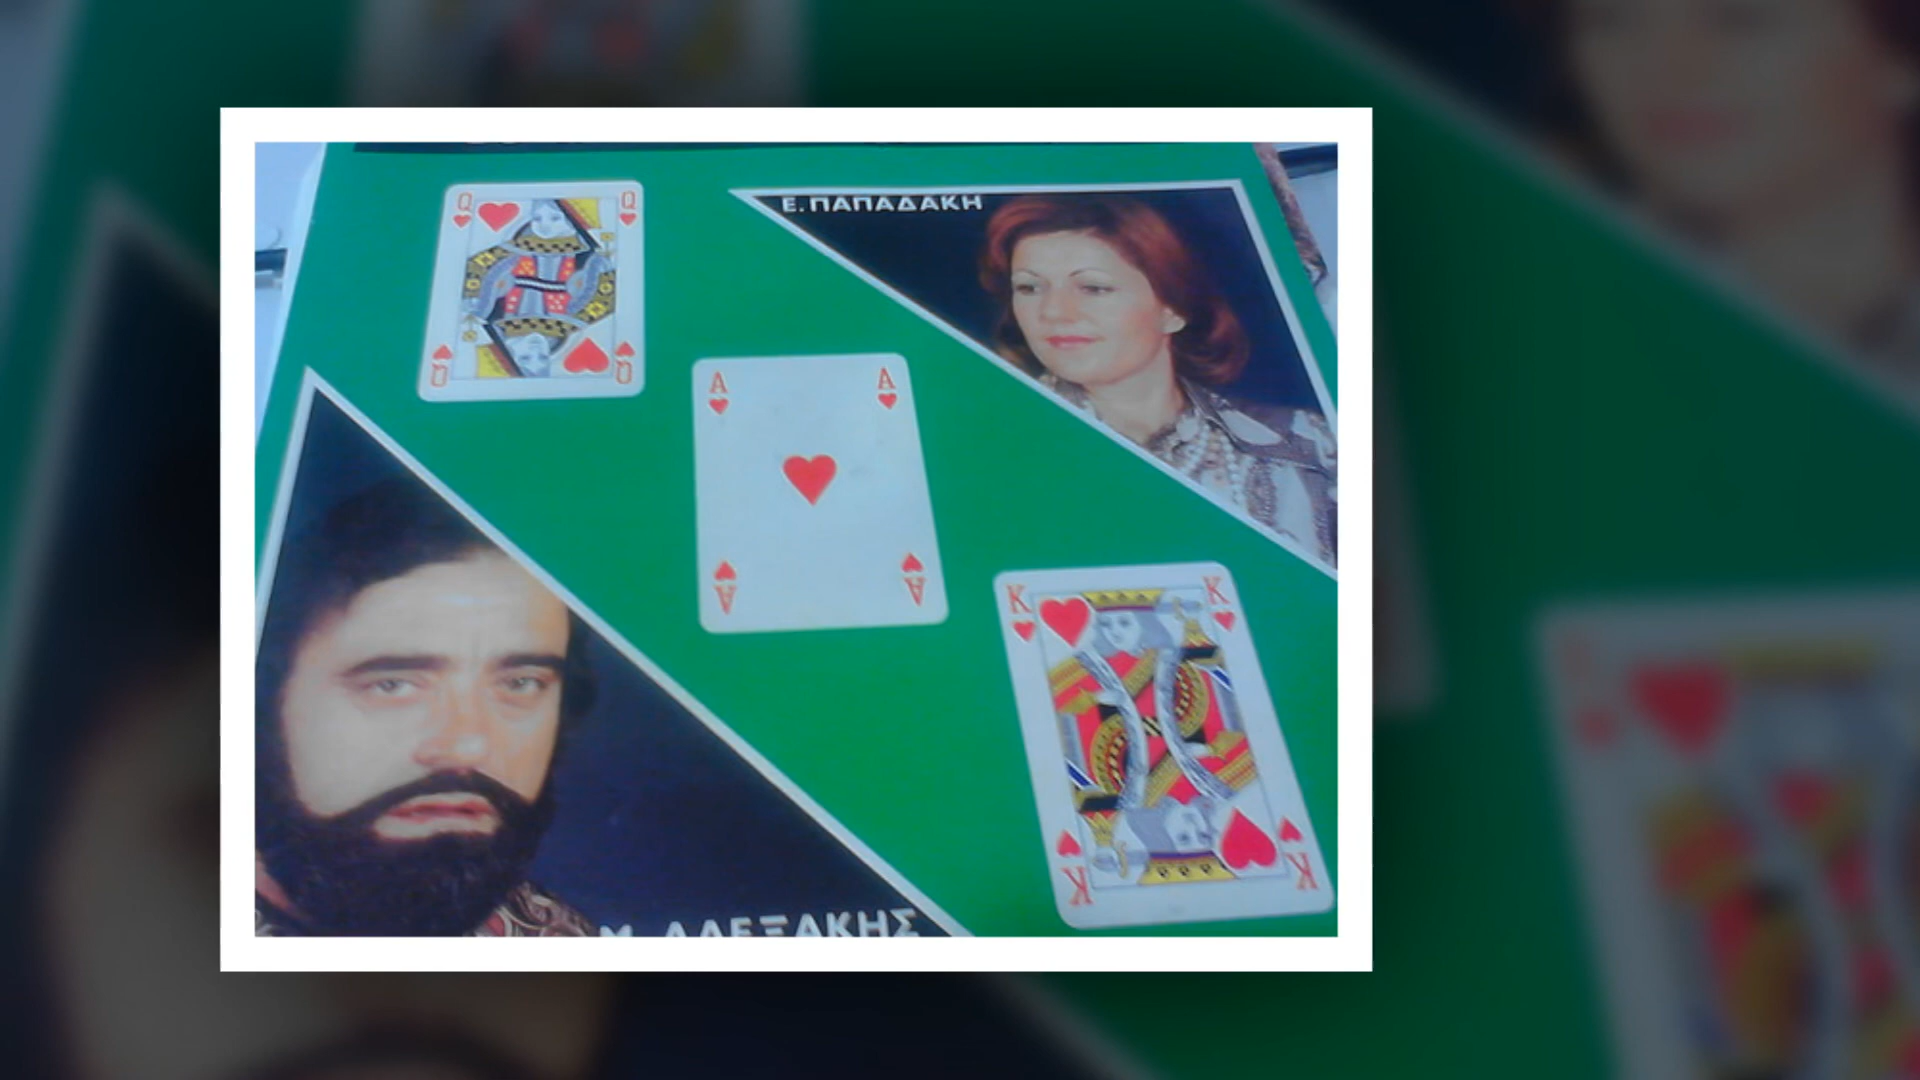 Q Q
Ε. ΠΑΠΑΔΑΚΗ
Q Q
A A
A A
K K
K K
Μ. ΑΛΕΞΑΚΗΣ